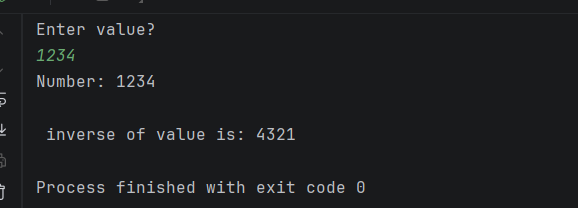 Enter value?
1234
Number: 1234
inverse of value is: 4321
Process finished with exit code 0